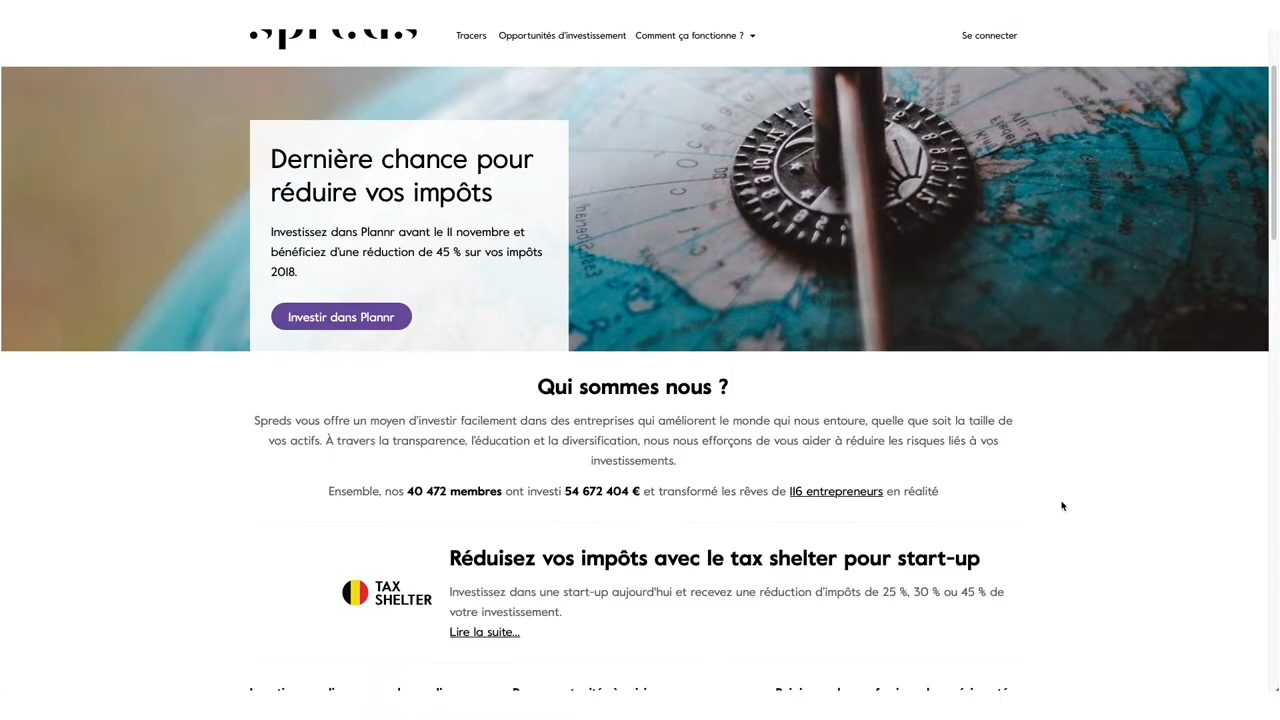 spreds
Tracers Opportunités d'investissement Comment ça fonctionne ? Se connecter
Dernière chance pour
réduire vos impôts
Investissez dans Plannr avant le 11 novembre et
bénéficiez d'une réduction de 45 % sur vos impôts
2018.
Investir dans Plannr
Qui sommes nous ?
Spreds vous offre un moyen d'investir facilement dans des entreprises qui améliorent le monde qui nous entoure, quelle que soit la taille de
vos actifs. À travers la transparence, l'éducation et la diversification, nous nous efforçons de vous aider à réduire les risques liés à vos
investissements.
Ensemble, nos 40 472 membres ont investi 54 672 404 € et transformé les rêves de 116 entrepreneurs en réalité
TAX
SHELTER
Réduisez vos impôts avec le tax shelter pour start-up
Investissez dans une start-up aujourd'hui et recevez une réduction d'impôts de 25 %, 30 % ou 45 % de
votre investissement.
Lire la suite...